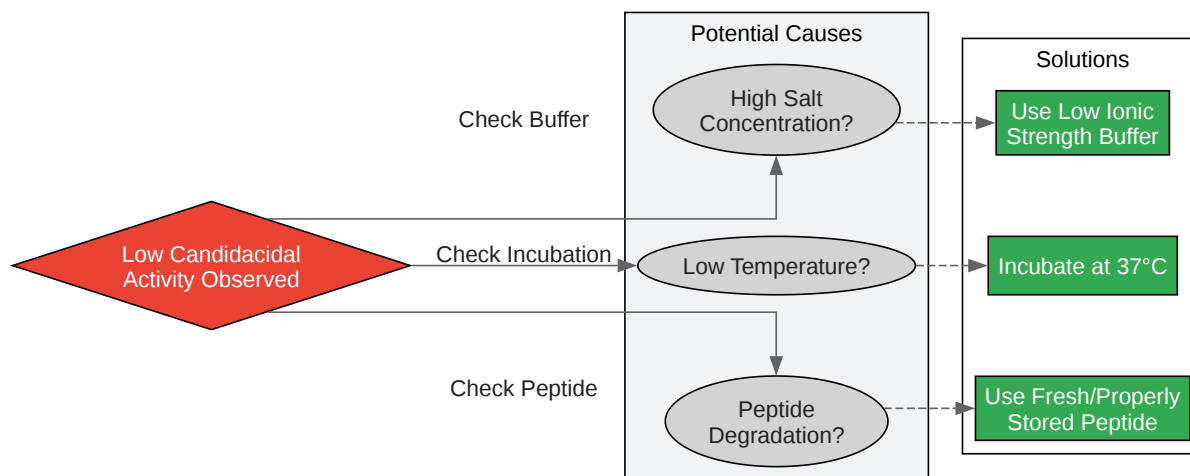 Potential Causes
Solutions
Check Buffer
High Salt
Concentration?
Use Low Ionic
Strength Buffer
Low Candidacidal
Activity Observed
Check Incubation
Low Temperature?
Incubate at 37°C
Check Peptide
Peptide
Degradation?
Use Fresh/Properly
Stored Peptide